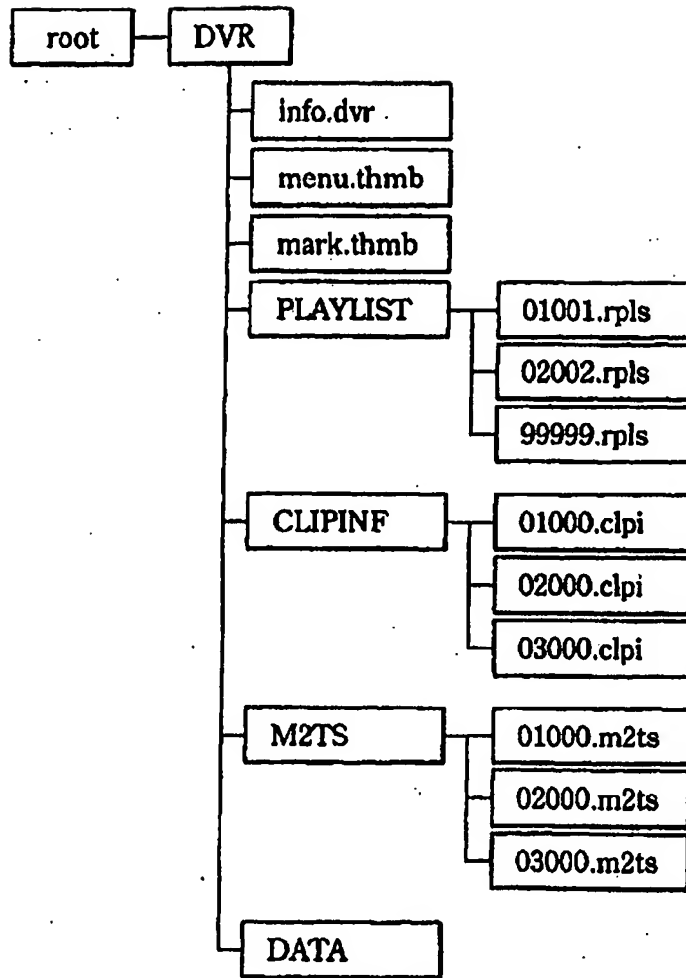 root DVR
info.dvr
menu.thmb
mark.thmb
PLAYLIST 01001.rpls
02002.rpls
99999.rpls
CLIPINF 01000.clpi
02000.clpi
03000.clpi
M2TS 01000.m2ts
02000.m2ts
03000.m2ts
DATA